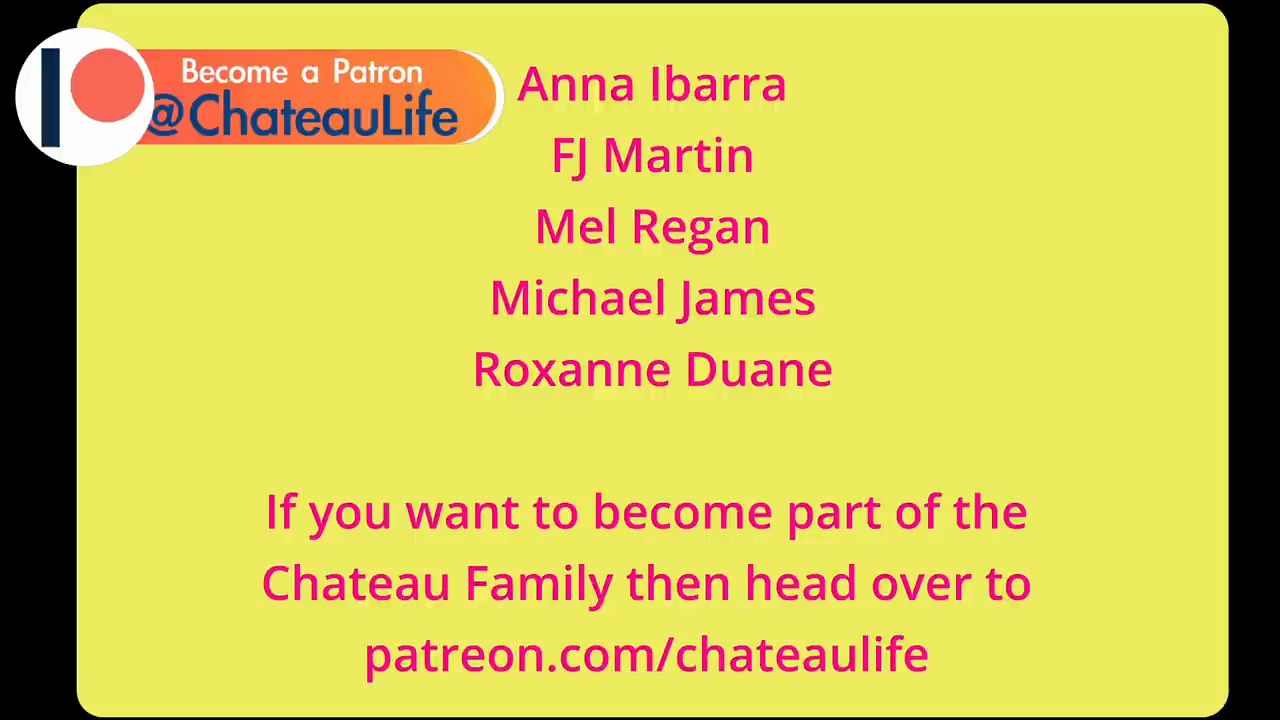 Become a Patron
@ChateauLife
Anna Ibarra
FJ Martin
Mel Regan
Michael James
Roxanne Duane
If you want to become part of the
Chateau Family then head over to
patreon.com/chateaulife